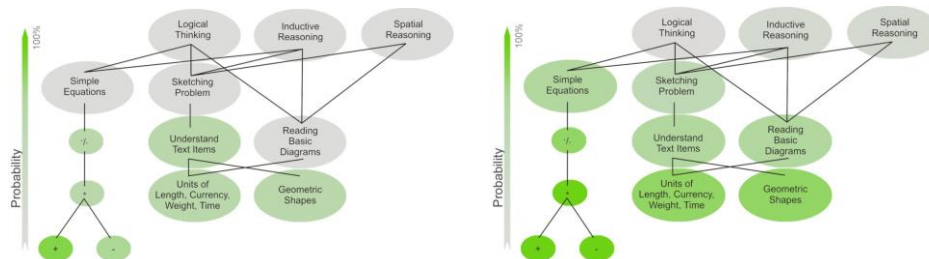 100%
Probability
Logical
Thinking
Inductive
Reasoning
Spatial
Reasoning
Simple
Equations
Sketching
Problem
Understand
Text Items
Reading
Basic
Diagrams
Units of
Length, Currency,
Weight, Time
Geometric
Shapes
+
-
100%
Probability
Logical
Thinking
Inductive
Reasoning
Spatial
Reasoning
Simple
Equations
Sketching
Problem
Understand
Text Items
Reading
Basic
Diagrams
Units of
Length, Currency,
Weight, Time
Geometric
Shapes
+
-